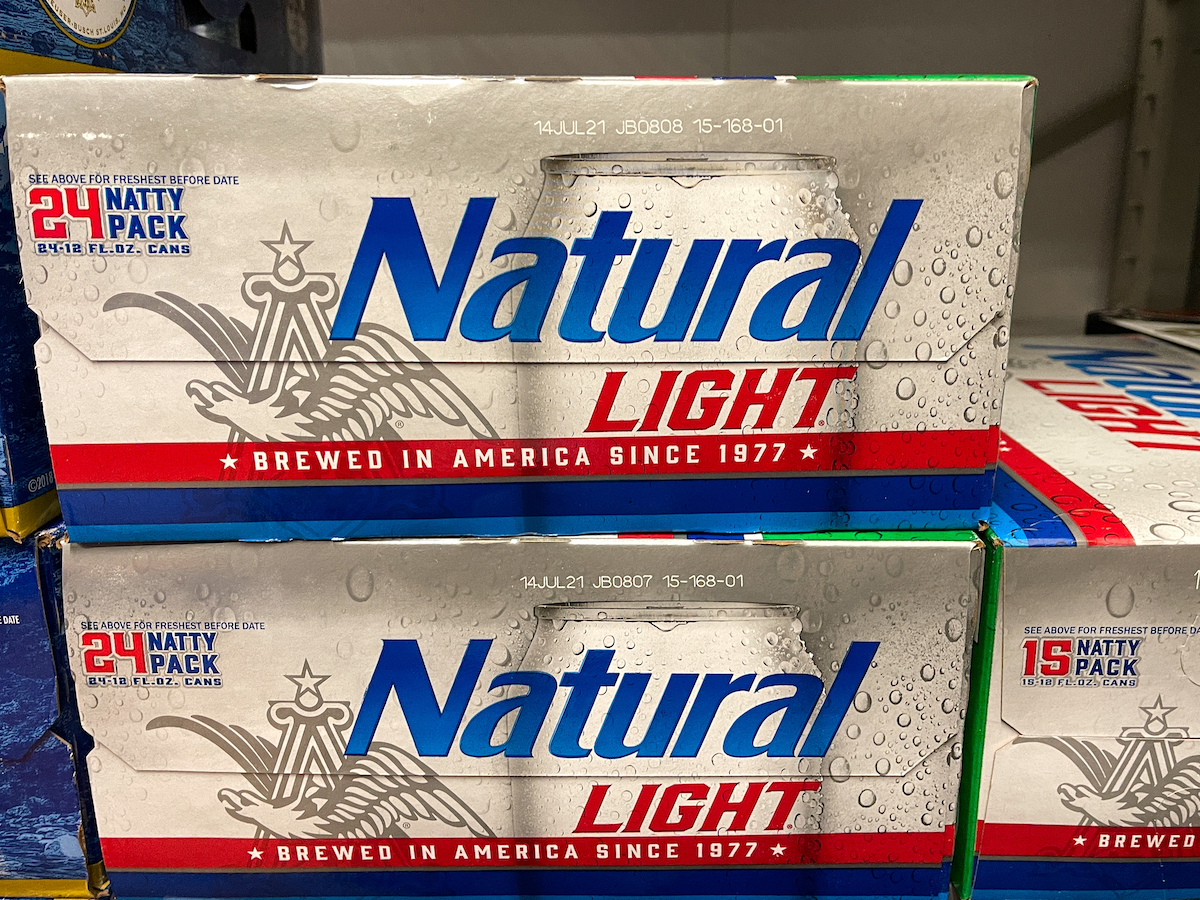 14JUL21 JB0808 15-168-01
SEE ABOVE FOR FRESHEST BEFORE DATE
24 NATTY
PACK
24-12 FL.OZ. CANS
Natural
LIGHT
★ BREWED IN AMERICA SINCE 1977 ★
Natural
LIGHT
14JUL21 JB0807 15-168-01
DATE
SEE ABOVE FOR FRESHEST BEFORE DATE
24 NATTY
PACK
24-12 FL.OZ. CANS
Natural
LIGHT
★ BREWED IN AMERICA SINCE 1977 ★
SEE ABOVE FOR FRESHEST BEFORE
15 NATTY
PACK
15-12 FL.OZ. CANS
★ BREWED